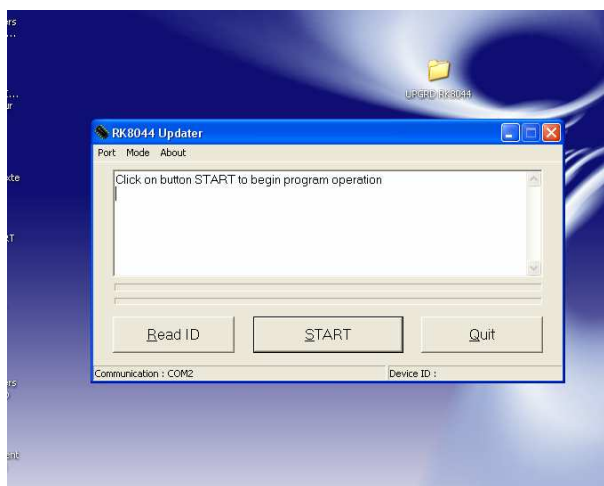 UPGRD RK8044
RK8044 Updater
Port Mode About
Click on button START to begin program operation
Read ID START Quit
Communication : COM2 Device ID :